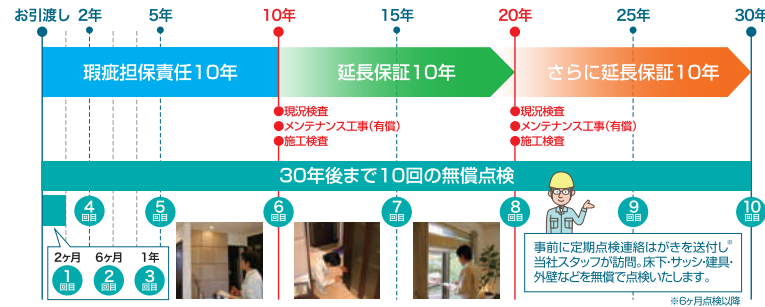 お引渡し 2年 5年 10年 15年 20年 25年 30年
瑕疵担保責任10年
延長保証10年
さらに延長保証10年
●現況検査
●メンテナンス工事(有償)
●施工検査
●現況検査
●メンテナンス工事(有償)
●施工検査
30年後まで10回の無償点検
4回目
5回目
6回目
7回目
8回目
9回目
10回目
2ヶ月 6ヶ月 1年
1回目
2回目
3回目
事前に定期点検連絡はがきを送付し※
当社スタッフが訪問。床下・サッシ・建具・
外壁などを無償で点検いたします。
※6ヶ月点検以降